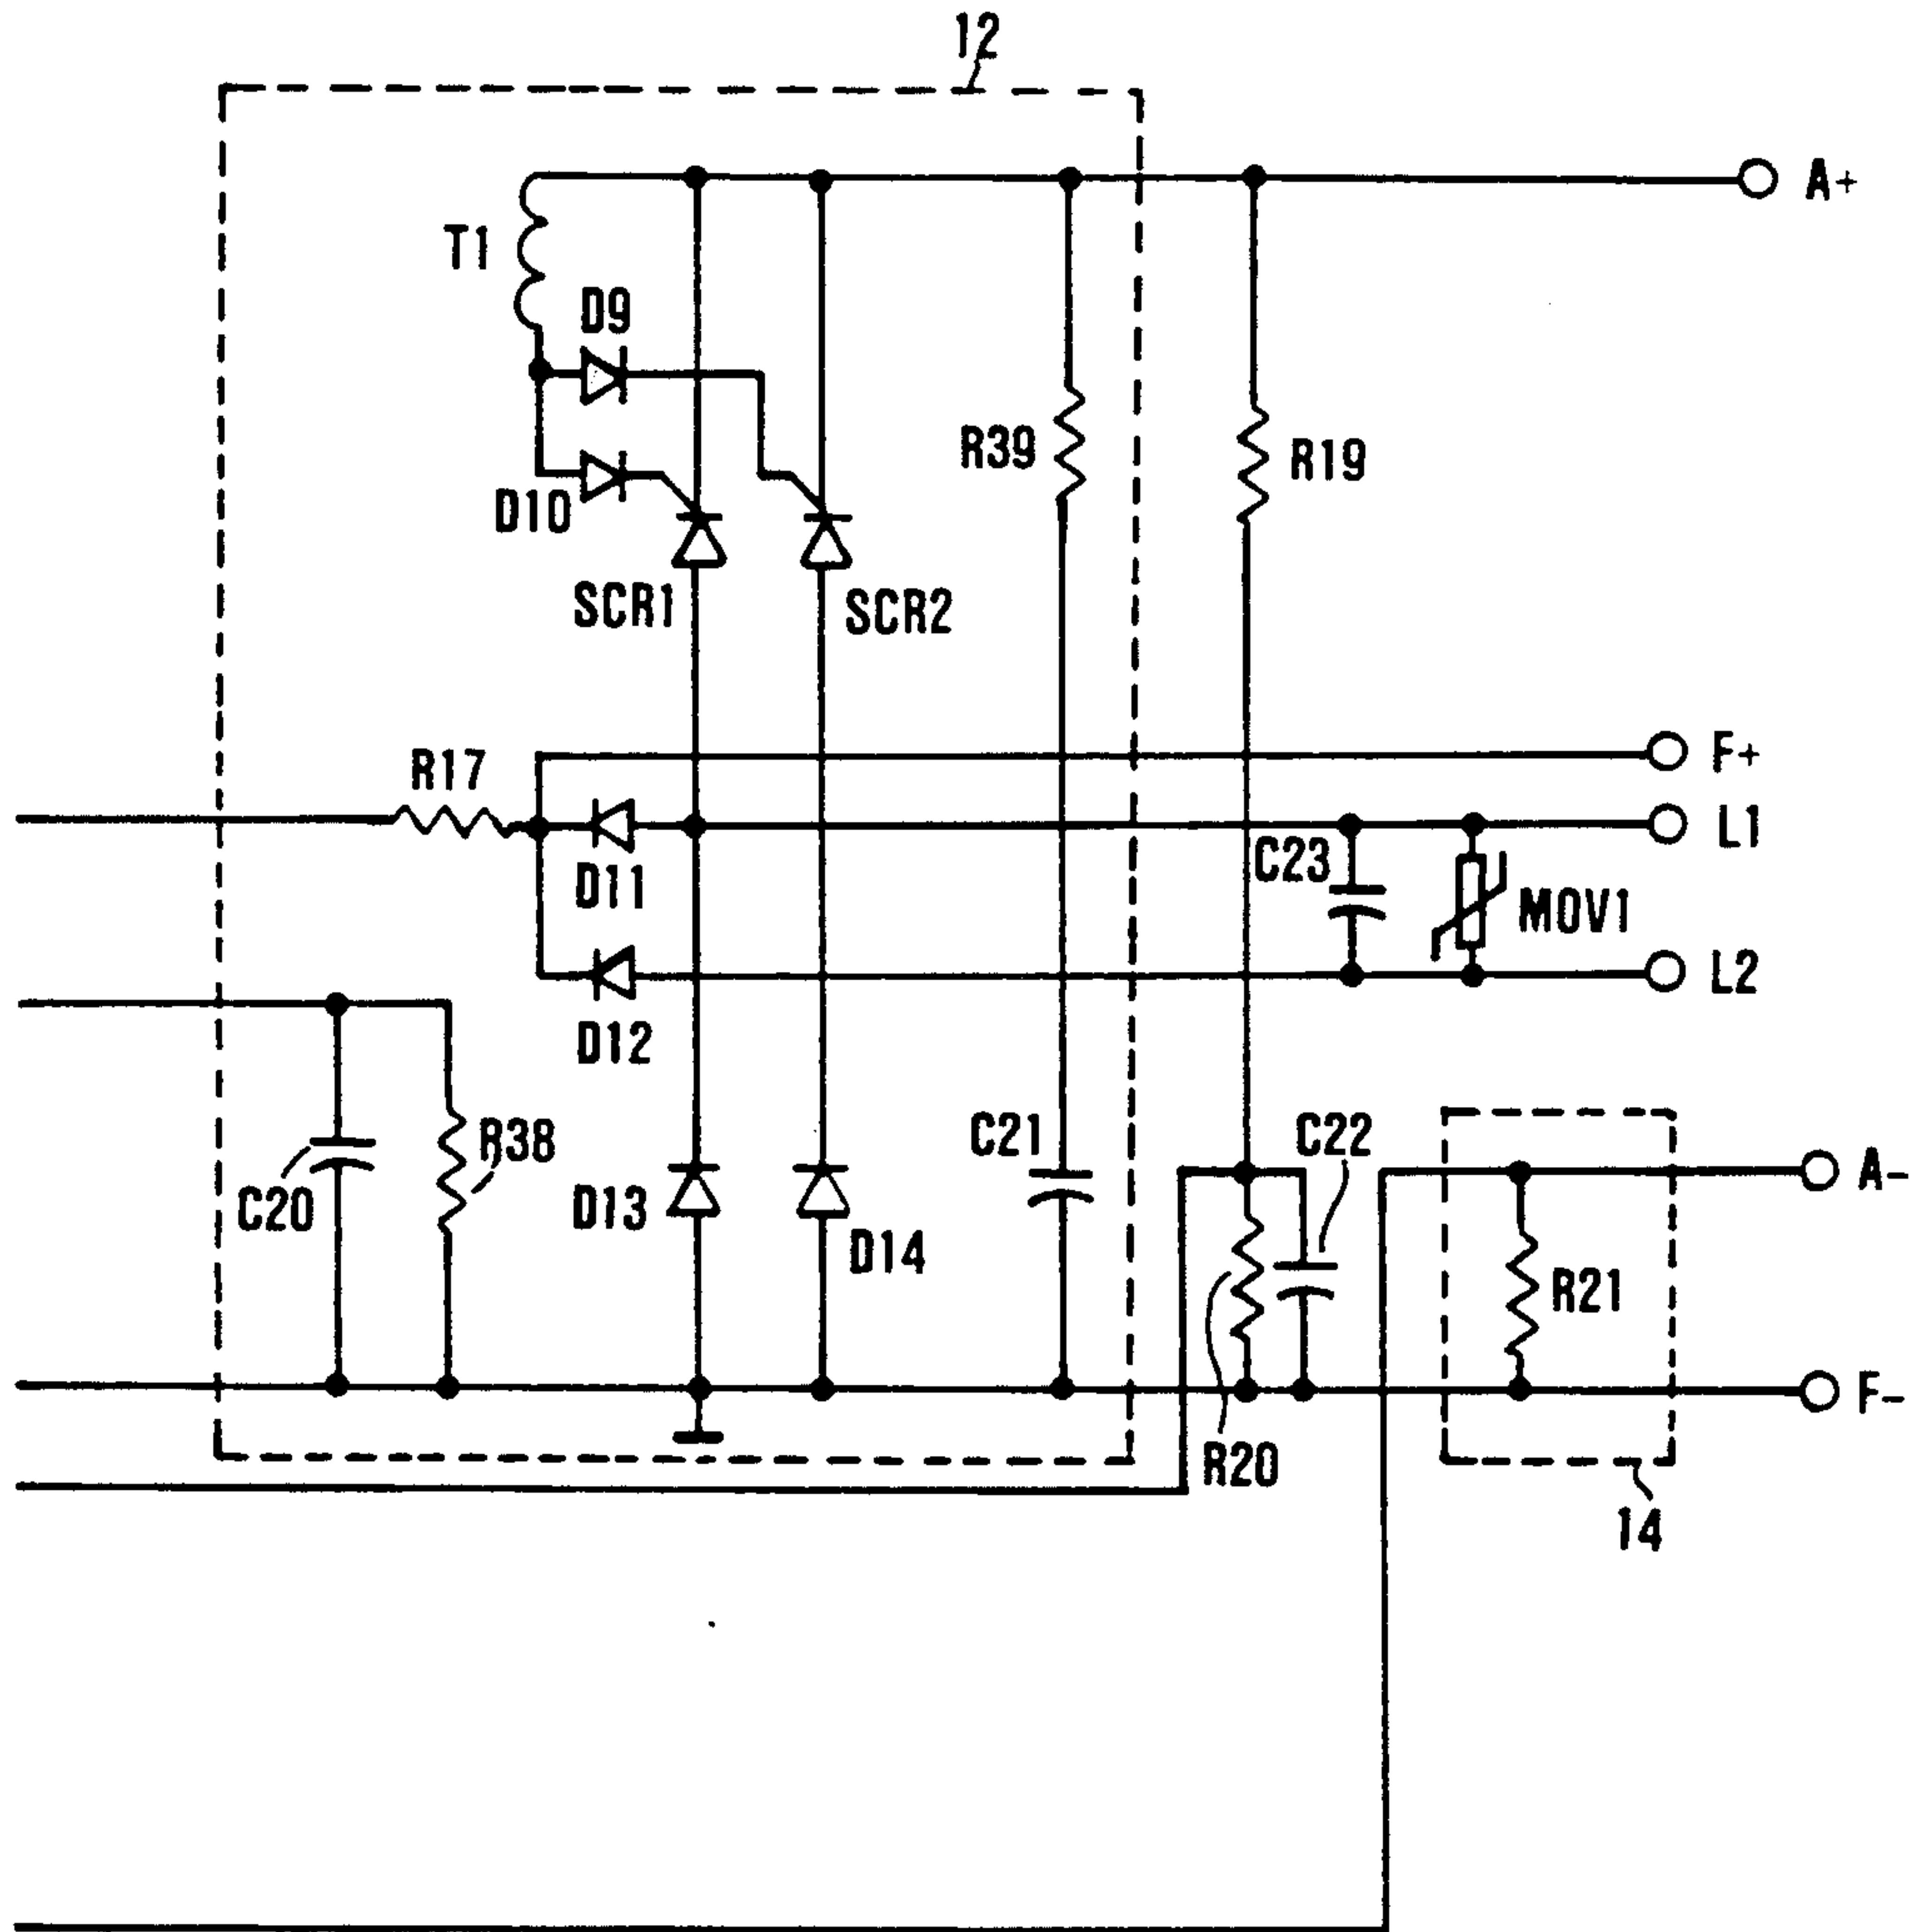 12
A+
T1
D9
R39
R19
D10
SCR1
SCR2
F+
R17
L1
C23
D11
MOV1
L2
D12
C21
C22
R38
A-
C20
D13
D14
R21
F-
R20
14